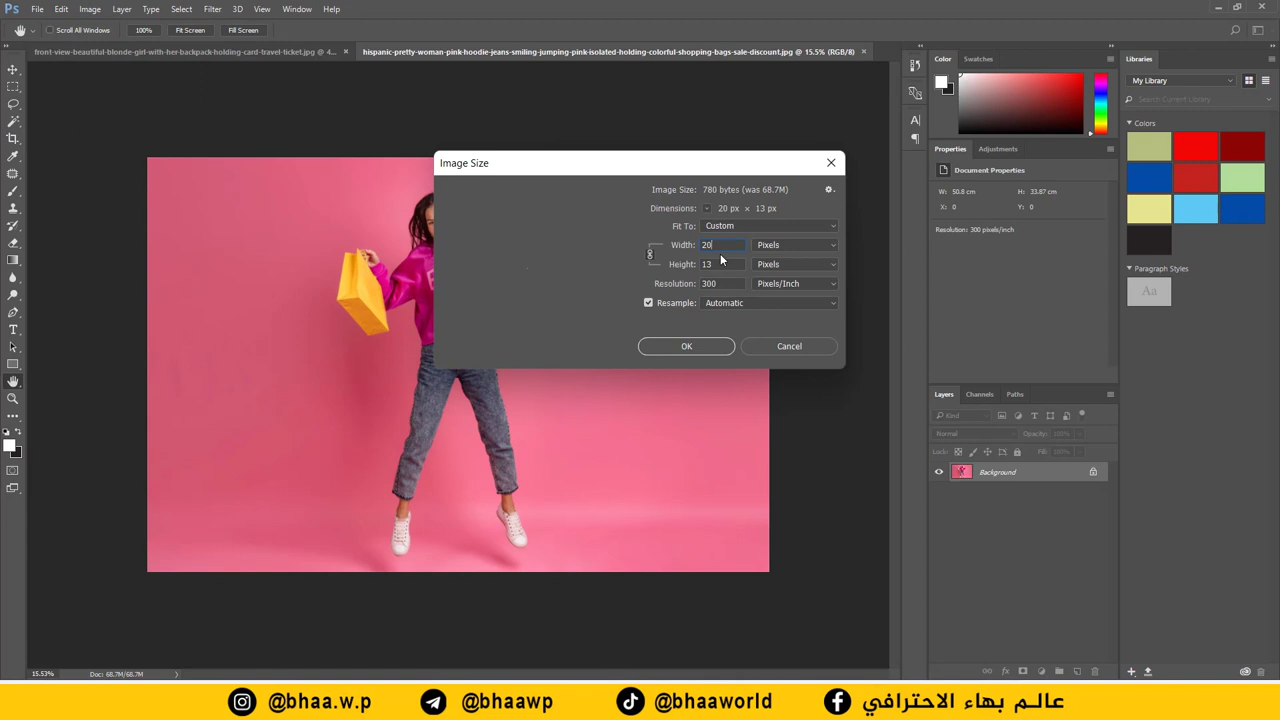 Ps File Edit Image Layer Type Select Filter 3D View Window Help
Scroll All Windows 100% Fit Screen Fill Screen
front-view-beautiful-blonde-girl-with-her-backpack-holding-card-travel-ticket.jpg @ 4... ×
hispanic-pretty-woman-pink-hoodie-jeans-smiling-jumping-pink-isolated-holding-colorful-shopping-bags-sale-discount.jpg @ 15.5% (RGB/8) ×
Image Size
Image Size: 780 bytes (was 68.7M)
Dimensions: 20 px × 13 px
Fit To: Custom
Width: 20 Pixels
Height: 13 Pixels
Resolution: 300 Pixels/Inch
Resample: Automatic
OK Cancel
Color Swatches
Properties Adjustments
Document Properties
W: 50.8 cm H: 33.87 cm
X: 0 Y: 0
Resolution: 300 pixels/inch
Layers Channels Paths
Kind
Normal Opacity: 100%
Lock: Fill: 100%
Background
Libraries
My Library
Search Current Library
Colors
Paragraph Styles
Aa
15.53% Doc: 68.7M/68.7M
@bhaa.w.p @bhaawp @bhaaworld عالم بهاء الاحترافي